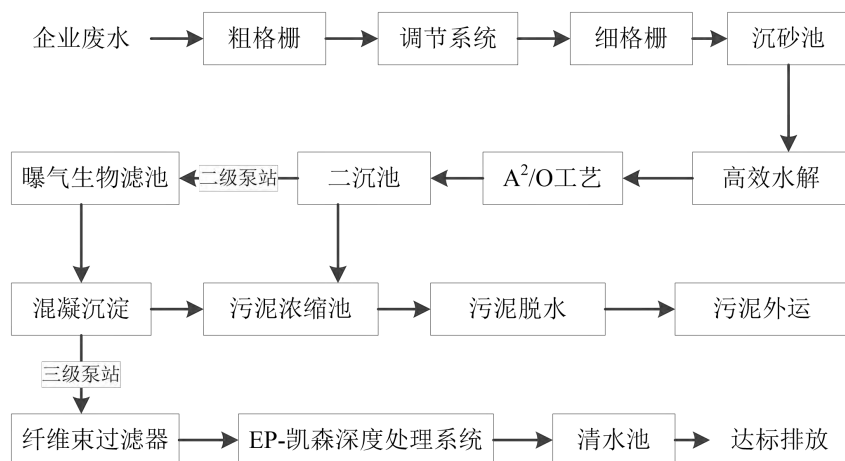 企业废水
粗格栅
调节系统
细格栅
沉砂池
曝气生物滤池
二级泵站
二沉池
A²/O工艺
高效水解
混凝沉淀
污泥浓缩池
污泥脱水
污泥外运
三级泵站
纤维束过滤器
EP-凯森深度处理系统
清水池
达标排放